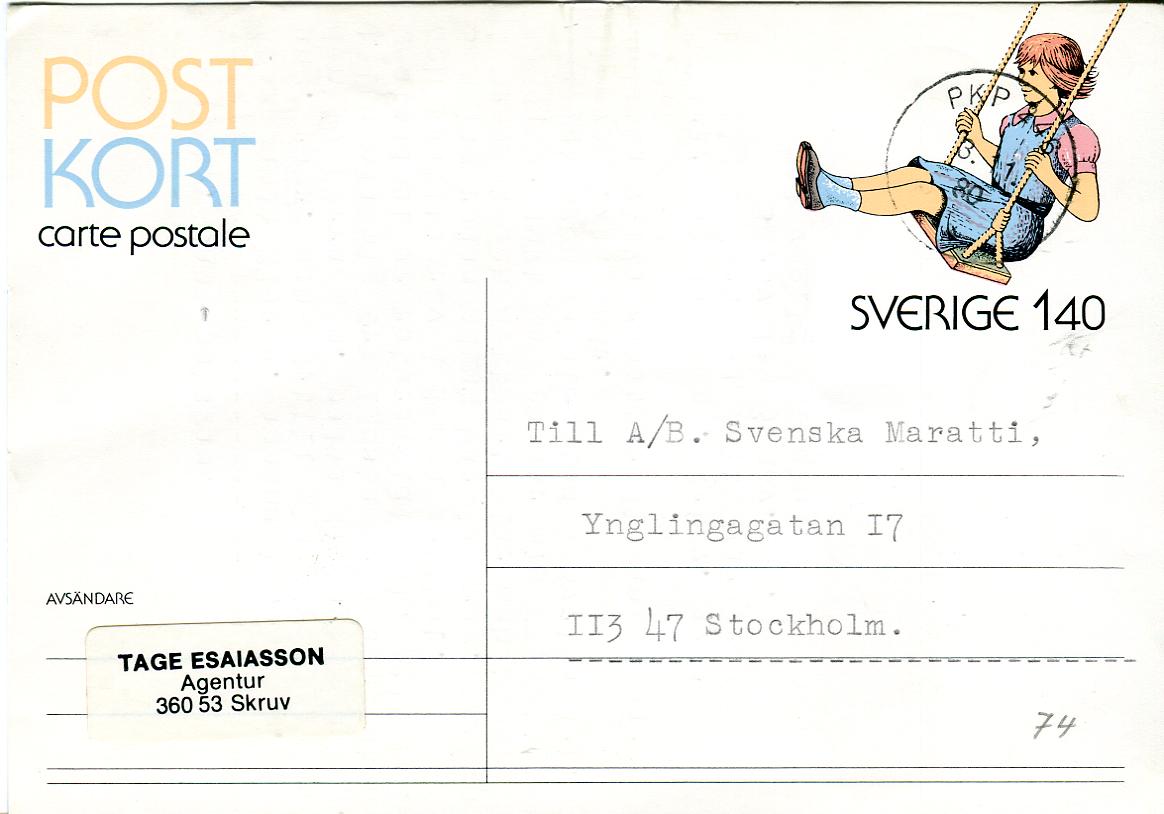 POST
KORT
carte postale
PKP
80
SVERIGE 140
Till A/B. Svenska Maratti,
Ynglingagatan I7
II3 47 Stockholm.
AVSÄNDARE
TAGE ESAIASSON
Agentur
360 53 Skruv
74